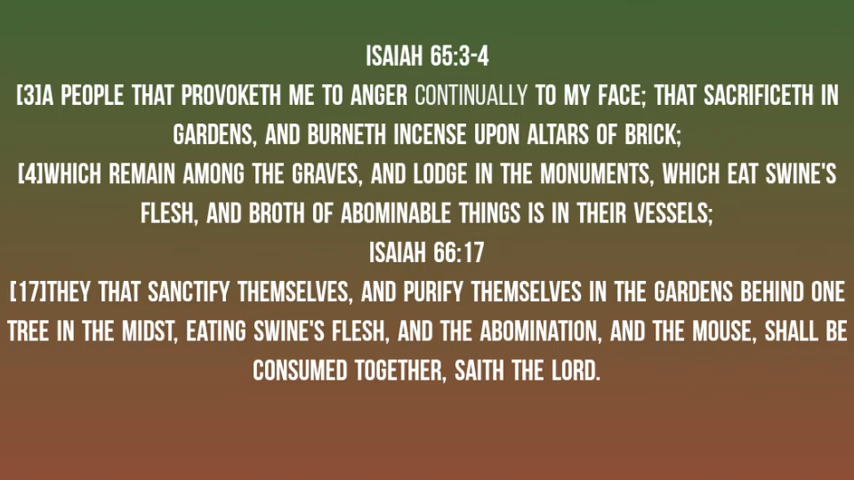 ISAIAH 65:3-4
[3]A PEOPLE THAT PROVOKETH ME TO ANGER CONTINUALLY TO MY FACE; THAT SACRIFICETH IN
GARDENS, AND BURNETH INCENSE UPON ALTARS OF BRICK;
[4]WHICH REMAIN AMONG THE GRAVES, AND LODGE IN THE MONUMENTS, WHICH EAT SWINE'S
FLESH, AND BROTH OF ABOMINABLE THINGS IS IN THEIR VESSELS;
ISAIAH 66:17
[17]THEY THAT SANCTIFY THEMSELVES, AND PURIFY THEMSELVES IN THE GARDENS BEHIND ONE
TREE IN THE MIDST, EATING SWINE'S FLESH, AND THE ABOMINATION, AND THE MOUSE, SHALL BE
CONSUMED TOGETHER, SAITH THE LORD.